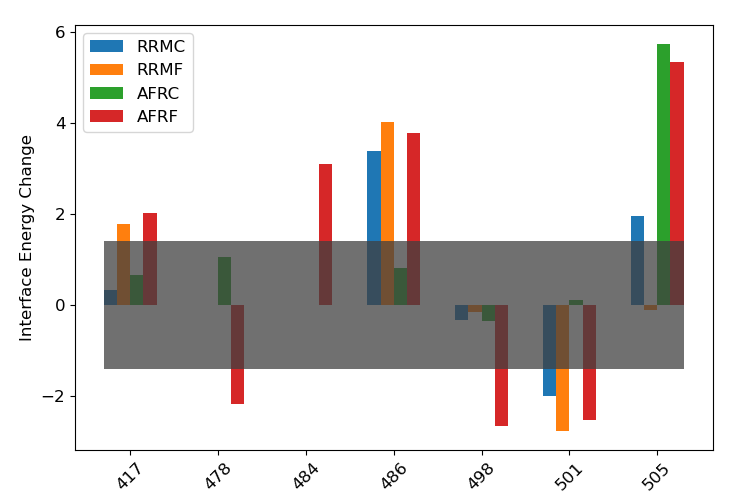 RRMC
RRMF
AFRC
AFRF
Interface Energy Change
6
4
2
0
−2
417
478
484
486
498
501
505